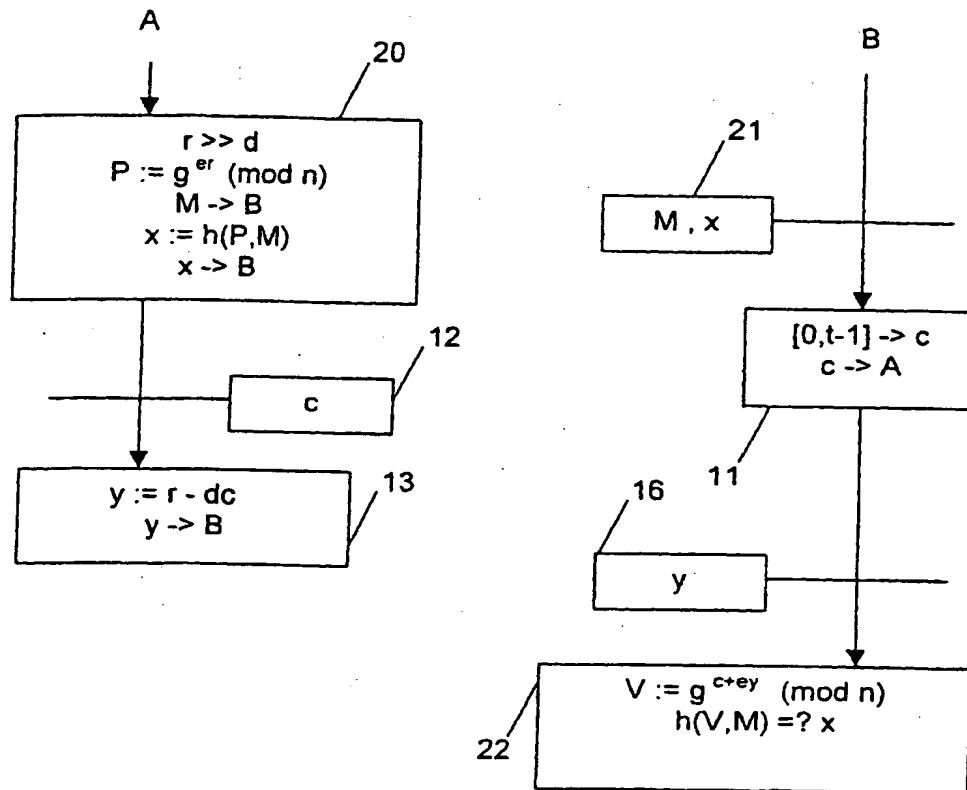 A
20
r >> d
P := g^er (mod n)
M -> B
x := h(P,M)
x -> B
12
c
y := r - dc
y -> B
13
B
21
M , x
[0,t-1] -> c
c -> A
11
16
y
V := g^c+ey (mod n)
h(V,M) =? x
22